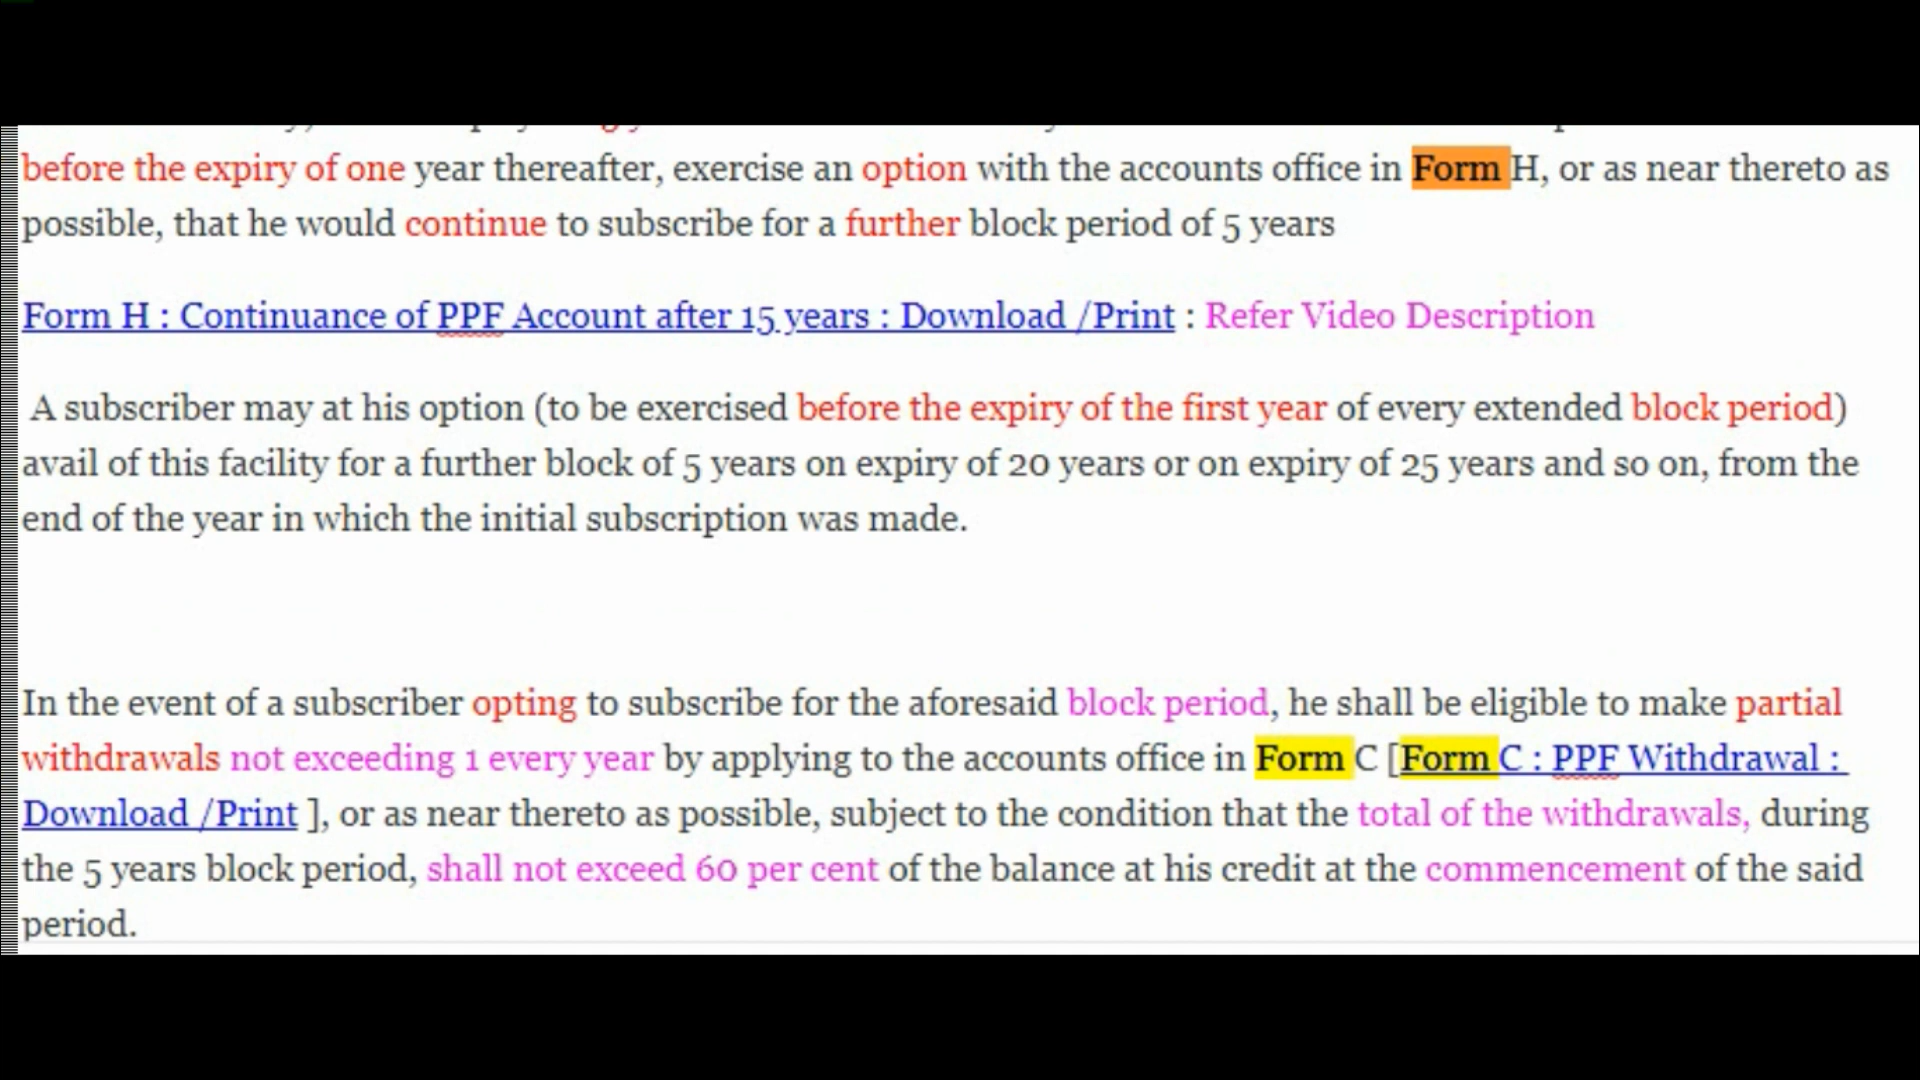 before the expiry of one year thereafter, exercise an option with the accounts office in Form H, or as near thereto as
possible, that he would continue to subscribe for a further block period of 5 years
Form H : Continuance of PPF Account after 15 years : Download /Print : Refer Video Description
A subscriber may at his option (to be exercised before the expiry of the first year of every extended block period)
avail of this facility for a further block of 5 years on expiry of 20 years or on expiry of 25 years and so on, from the
end of the year in which the initial subscription was made.
In the event of a subscriber opting to subscribe for the aforesaid block period, he shall be eligible to make partial
withdrawals not exceeding 1 every year by applying to the accounts office in Form C [Form C : PPF Withdrawal :
Download /Print ], or as near thereto as possible, subject to the condition that the total of the withdrawals, during
the 5 years block period, shall not exceed 60 per cent of the balance at his credit at the commencement of the said
period.